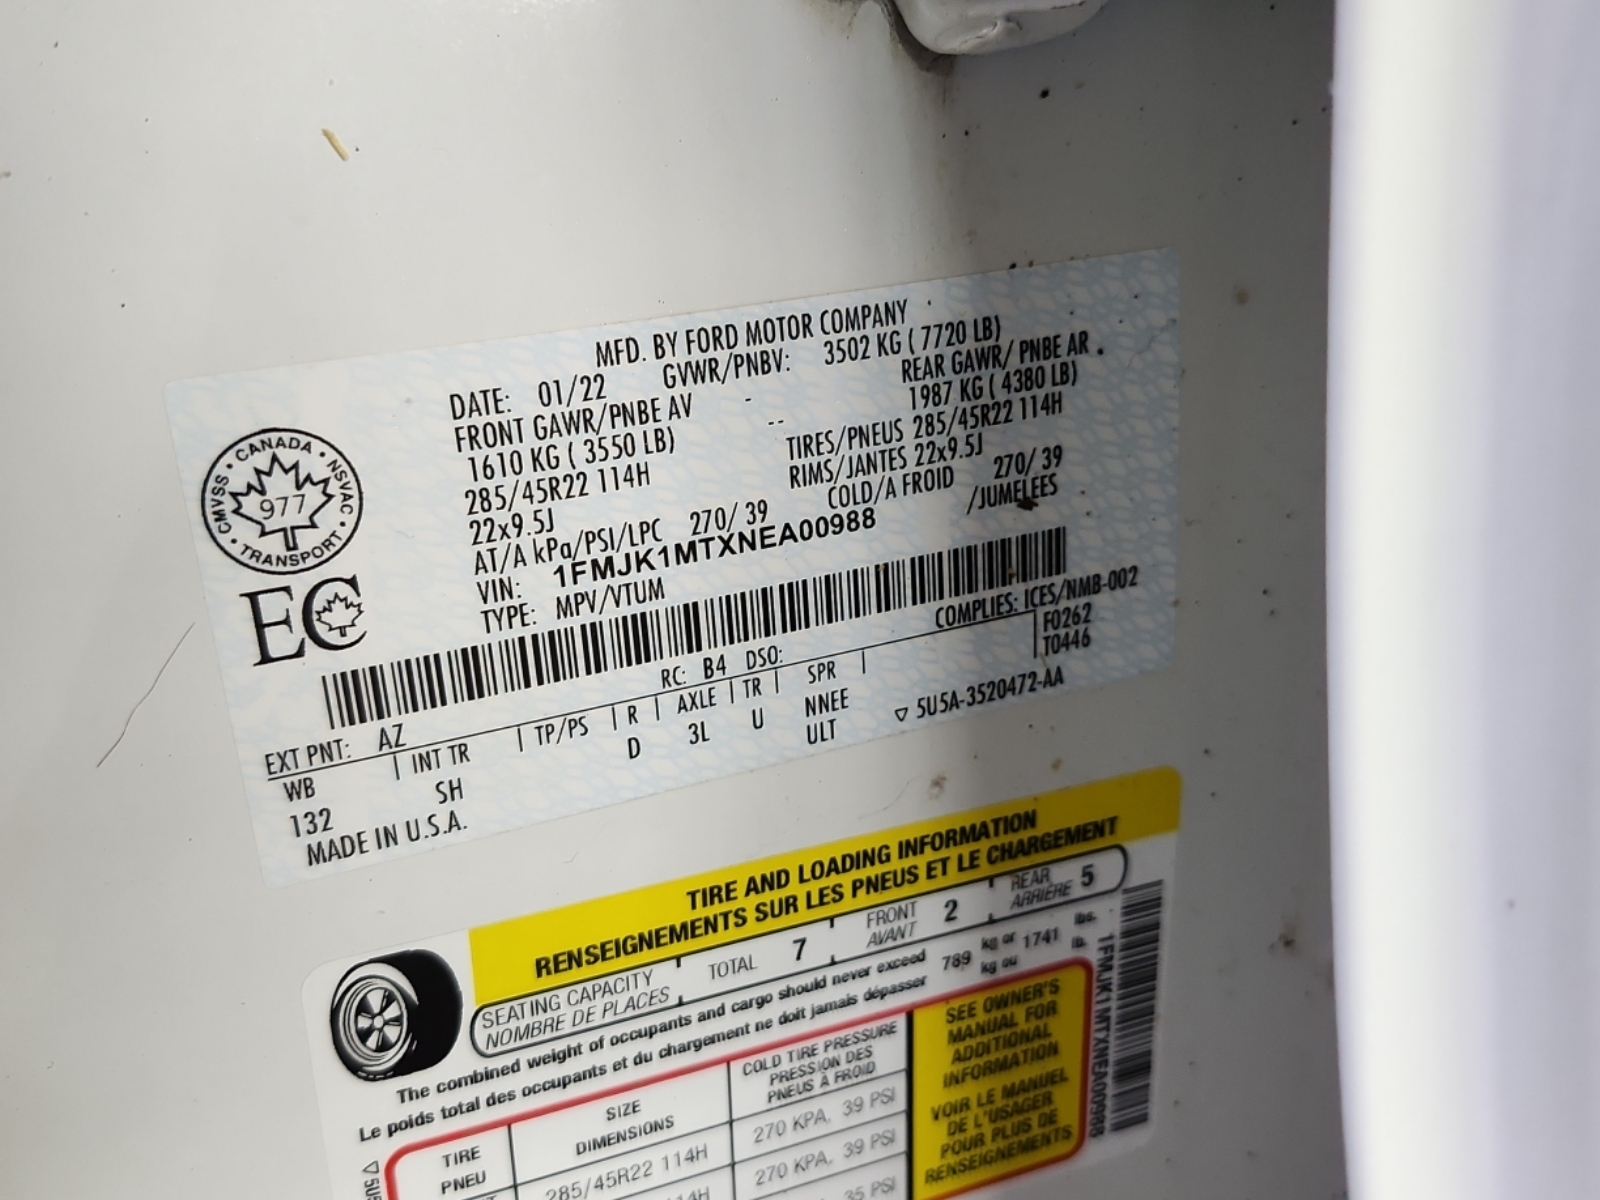 MFD. BY FORD MOTOR COMPANY
DATE: 01/22 GVWR/PNBV: 3502 KG ( 7720 LB)
FRONT GAWR/PNBE AV REAR GAWR/ PNBE AR
1610 KG ( 3550 LB) -- 1987 KG ( 4380 LB)
285/45R22 114H TIRES/PNEUS 285/45R22 114H
22x9.5J RIMS/JANTES 22x9.5J
AT/A kPa/PSI/LPC 270/ 39 COLD/A FROID 270/ 39
VIN: 1FMJK1MTXNEA00988 /JUMELEES
TYPE: MPV/VTUM
CANADA NSVAC TRANSPORT CMVSS
977
EC
COMPLIES: ICES/NMB-002
RC: B4 DSO: F0262
EXT PNT: AZ T0446
WB | INT TR | TP/PS | R | AXLE | TR | SPR |
132 SH D 3L U NNEE
ULT
MADE IN U.S.A. ▽ 5U5A-3520472-AA
TIRE AND LOADING INFORMATION
RENSEIGNEMENTS SUR LES PNEUS ET LE CHARGEMENT
SEATING CAPACITY
NOMBRE DE PLACES
TOTAL 7
FRONT
AVANT
2
REAR
ARRIÈRE
5
The combined weight of occupants and cargo should never exceed 789 kg or 1741 lbs.
Le poids total des occupants et du chargement ne doit jamais dépasser kg ou lb.
TIRE
PNEU
SIZE
DIMENSIONS
COLD TIRE PRESSURE
PRESSION DES
PNEUS À FROID
285/45R22 114H 270 KPA, 39 PSI
114H 270 KPA, 39 PSI
35 PSI
SEE OWNER'S
MANUAL FOR
ADDITIONAL
INFORMATION
VOIR LE MANUEL
DE L'USAGER
POUR PLUS DE
RENSEIGNEMENTS
1FMJK1MTXNEA00988
▽ 5U5